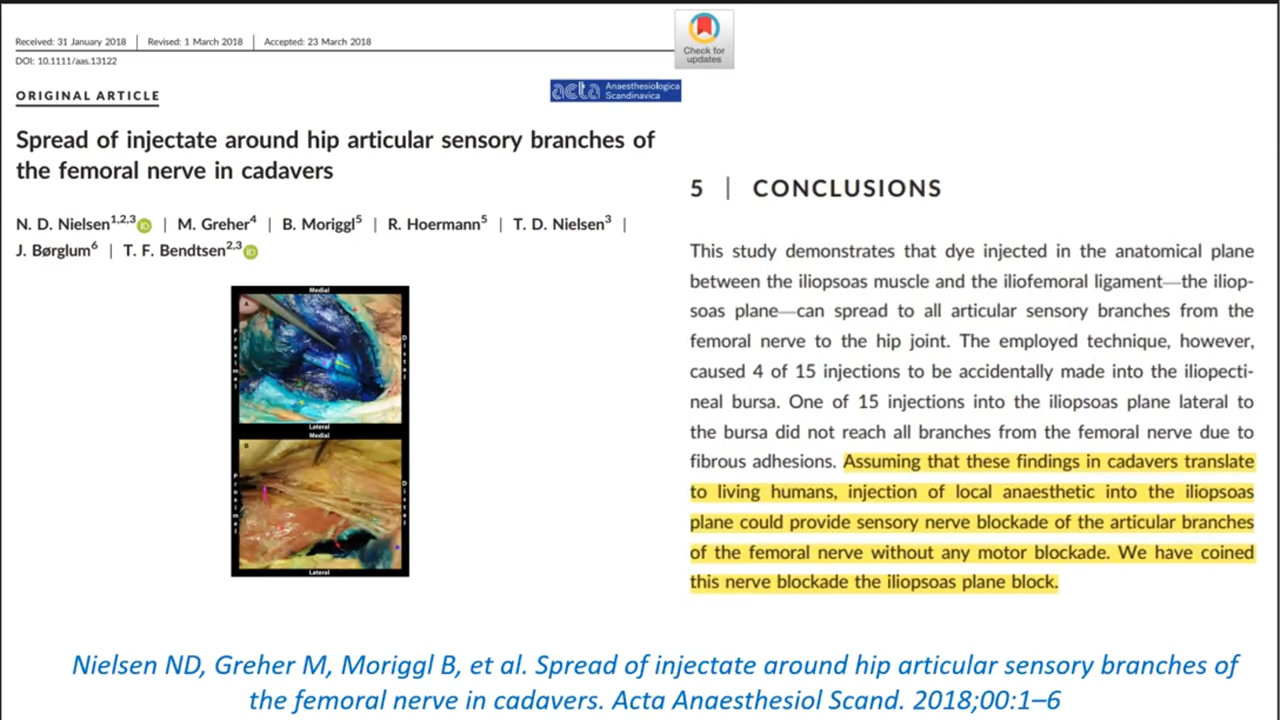 Received: 31 January 2018 | Revised: 1 March 2018 | Accepted: 23 March 2018
DOI: 10.1111/aas.13122
Check for
updates
ORIGINAL ARTICLE
acta Anaesthesiologica
Scandinavica
Spread of injectate around hip articular sensory branches of
the femoral nerve in cadavers
N. D. Nielsen1,2,3 iD | M. Greher4 | B. Moriggl5 | R. Hoermann5 | T. D. Nielsen3 |
J. Børglum6 | T. F. Bendtsen2,3 iD
Medial
A
Proximal
Distal
Lateral
Medial
B
Proximal
Distal
Lateral
5 | CONCLUSIONS
This study demonstrates that dye injected in the anatomical plane
between the iliopsoas muscle and the iliofemoral ligament—the iliop-
soas plane—can spread to all articular sensory branches from the
femoral nerve to the hip joint. The employed technique, however,
caused 4 of 15 injections to be accidentally made into the iliopecti-
neal bursa. One of 15 injections into the iliopsoas plane lateral to
the bursa did not reach all branches from the femoral nerve due to
fibrous adhesions. Assuming that these findings in cadavers translate
to living humans, injection of local anaesthetic into the iliopsoas
plane could provide sensory nerve blockade of the articular branches
of the femoral nerve without any motor blockade. We have coined
this nerve blockade the iliopsoas plane block.
Nielsen ND, Greher M, Moriggl B, et al. Spread of injectate around hip articular sensory branches of
the femoral nerve in cadavers. Acta Anaesthesiol Scand. 2018;00:1–6